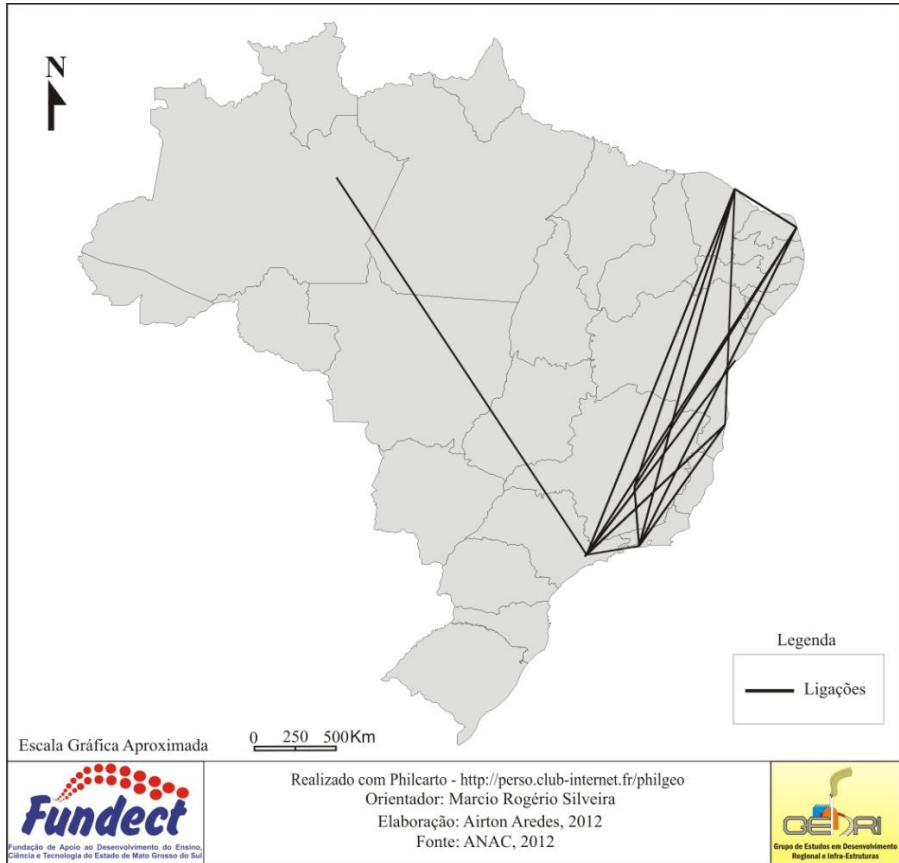 N
Legenda
Ligações
Escala Gráfica Aproximada
0 250 500Km
Fundect
Fundação de Apoio ao Desenvolvimento do Ensino,
Ciência e Tecnologia do Estado de Mato Grosso do Sul
Realizado com Philcarto - http://perso.club-internet.fr/philgeo
Orientador: Marcio Rogério Silveira
Elaboração: Airton Aredes, 2012
Fonte: ANAC, 2012
GEDRI
Grupo de Estudos em Desenvolvimento
Regional e Infra-Estruturas